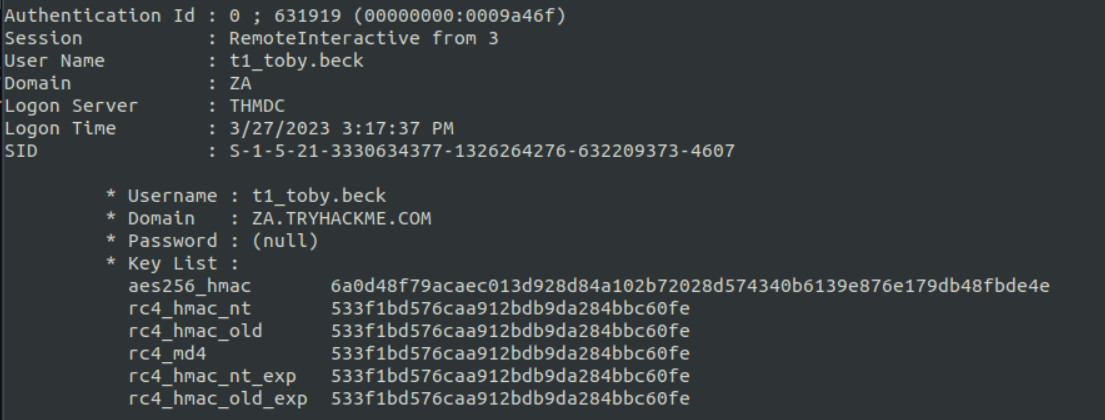 Authentication Id : 0 ; 631919 (00000000:0009a46f)
Session           : RemoteInteractive from 3
User Name         : t1_toby.beck
Domain            : ZA
Logon Server      : THMDC
Logon Time        : 3/27/2023 3:17:37 PM
SID               : S-1-5-21-3330634377-1326264276-632209373-4607
* Username : t1_toby.beck
* Domain   : ZA.TRYHACKME.COM
* Password : (null)
* Key List :
aes256_hmac       6a0d48f79acaec013d928d84a102b72028d574340b6139e876e179db48fbde4e
rc4_hmac_nt       533f1bd576caa912bdb9da284bbc60fe
rc4_hmac_old      533f1bd576caa912bdb9da284bbc60fe
rc4_md4           533f1bd576caa912bdb9da284bbc60fe
rc4_hmac_nt_exp   533f1bd576caa912bdb9da284bbc60fe
rc4_hmac_old_exp  533f1bd576caa912bdb9da284bbc60fe